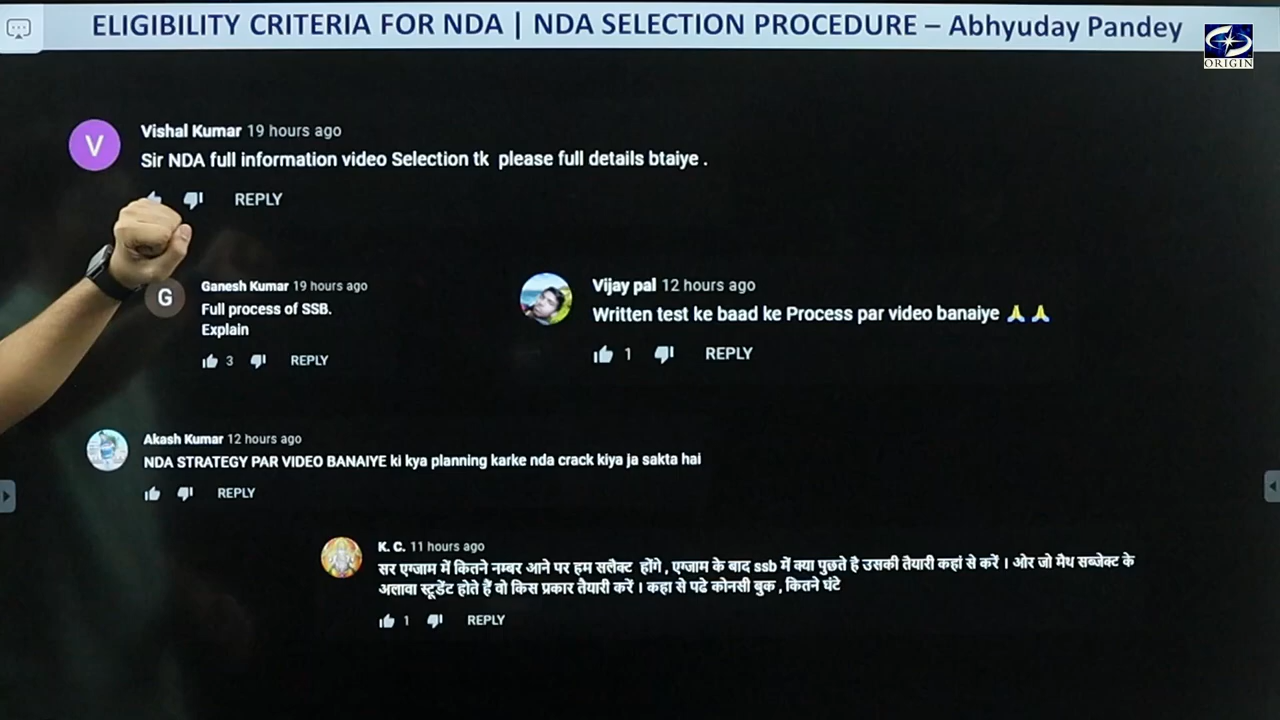 ELIGIBILITY CRITERIA FOR NDA | NDA SELECTION PROCEDURE – Abhyuday Pandey
ORIGIN
V
Vishal Kumar 19 hours ago
Sir NDA full information video Selection tk please full details btaiye .
REPLY
G
Ganesh Kumar 19 hours ago
Full process of SSB.
Explain
3 REPLY
Vijay pal 12 hours ago
Written test ke baad ke Process par video banaiye 🙏 🙏
1 REPLY
Akash Kumar 12 hours ago
NDA STRATEGY PAR VIDEO BANAIYE ki kya planning karke nda crack kiya ja sakta hai
REPLY
K. C. 11 hours ago
सर एग्जाम में कितने नम्बर आने पर हम सलैक्ट होंगे , एग्जाम के बाद ssb में क्या पुछते है उसकी तैयारी कहां से करें । ओर जो मैथ सब्जेक्ट के
अलावा स्टूडेंट होते हैं वो किस प्रकार तैयारी करें । कहा से पढे कोनसी बुक , कितने घंटे
1 REPLY